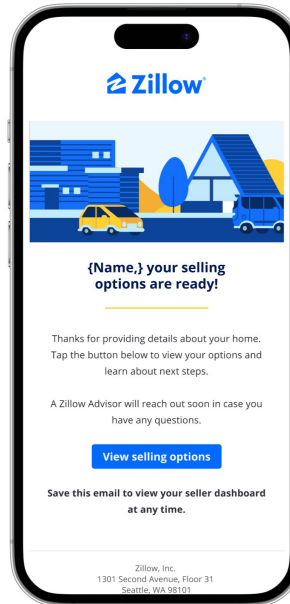 Zillow
{Name,} your selling
options are ready!
Thanks for providing details about your home.
Tap the button below to view your options and
learn about next steps.
A Zillow Advisor will reach out soon in case you
have any questions.
View selling options
Save this email to view your seller dashboard
at any time.
Zillow, Inc.
1301 Second Avenue, Floor 31
Seattle, WA 98101